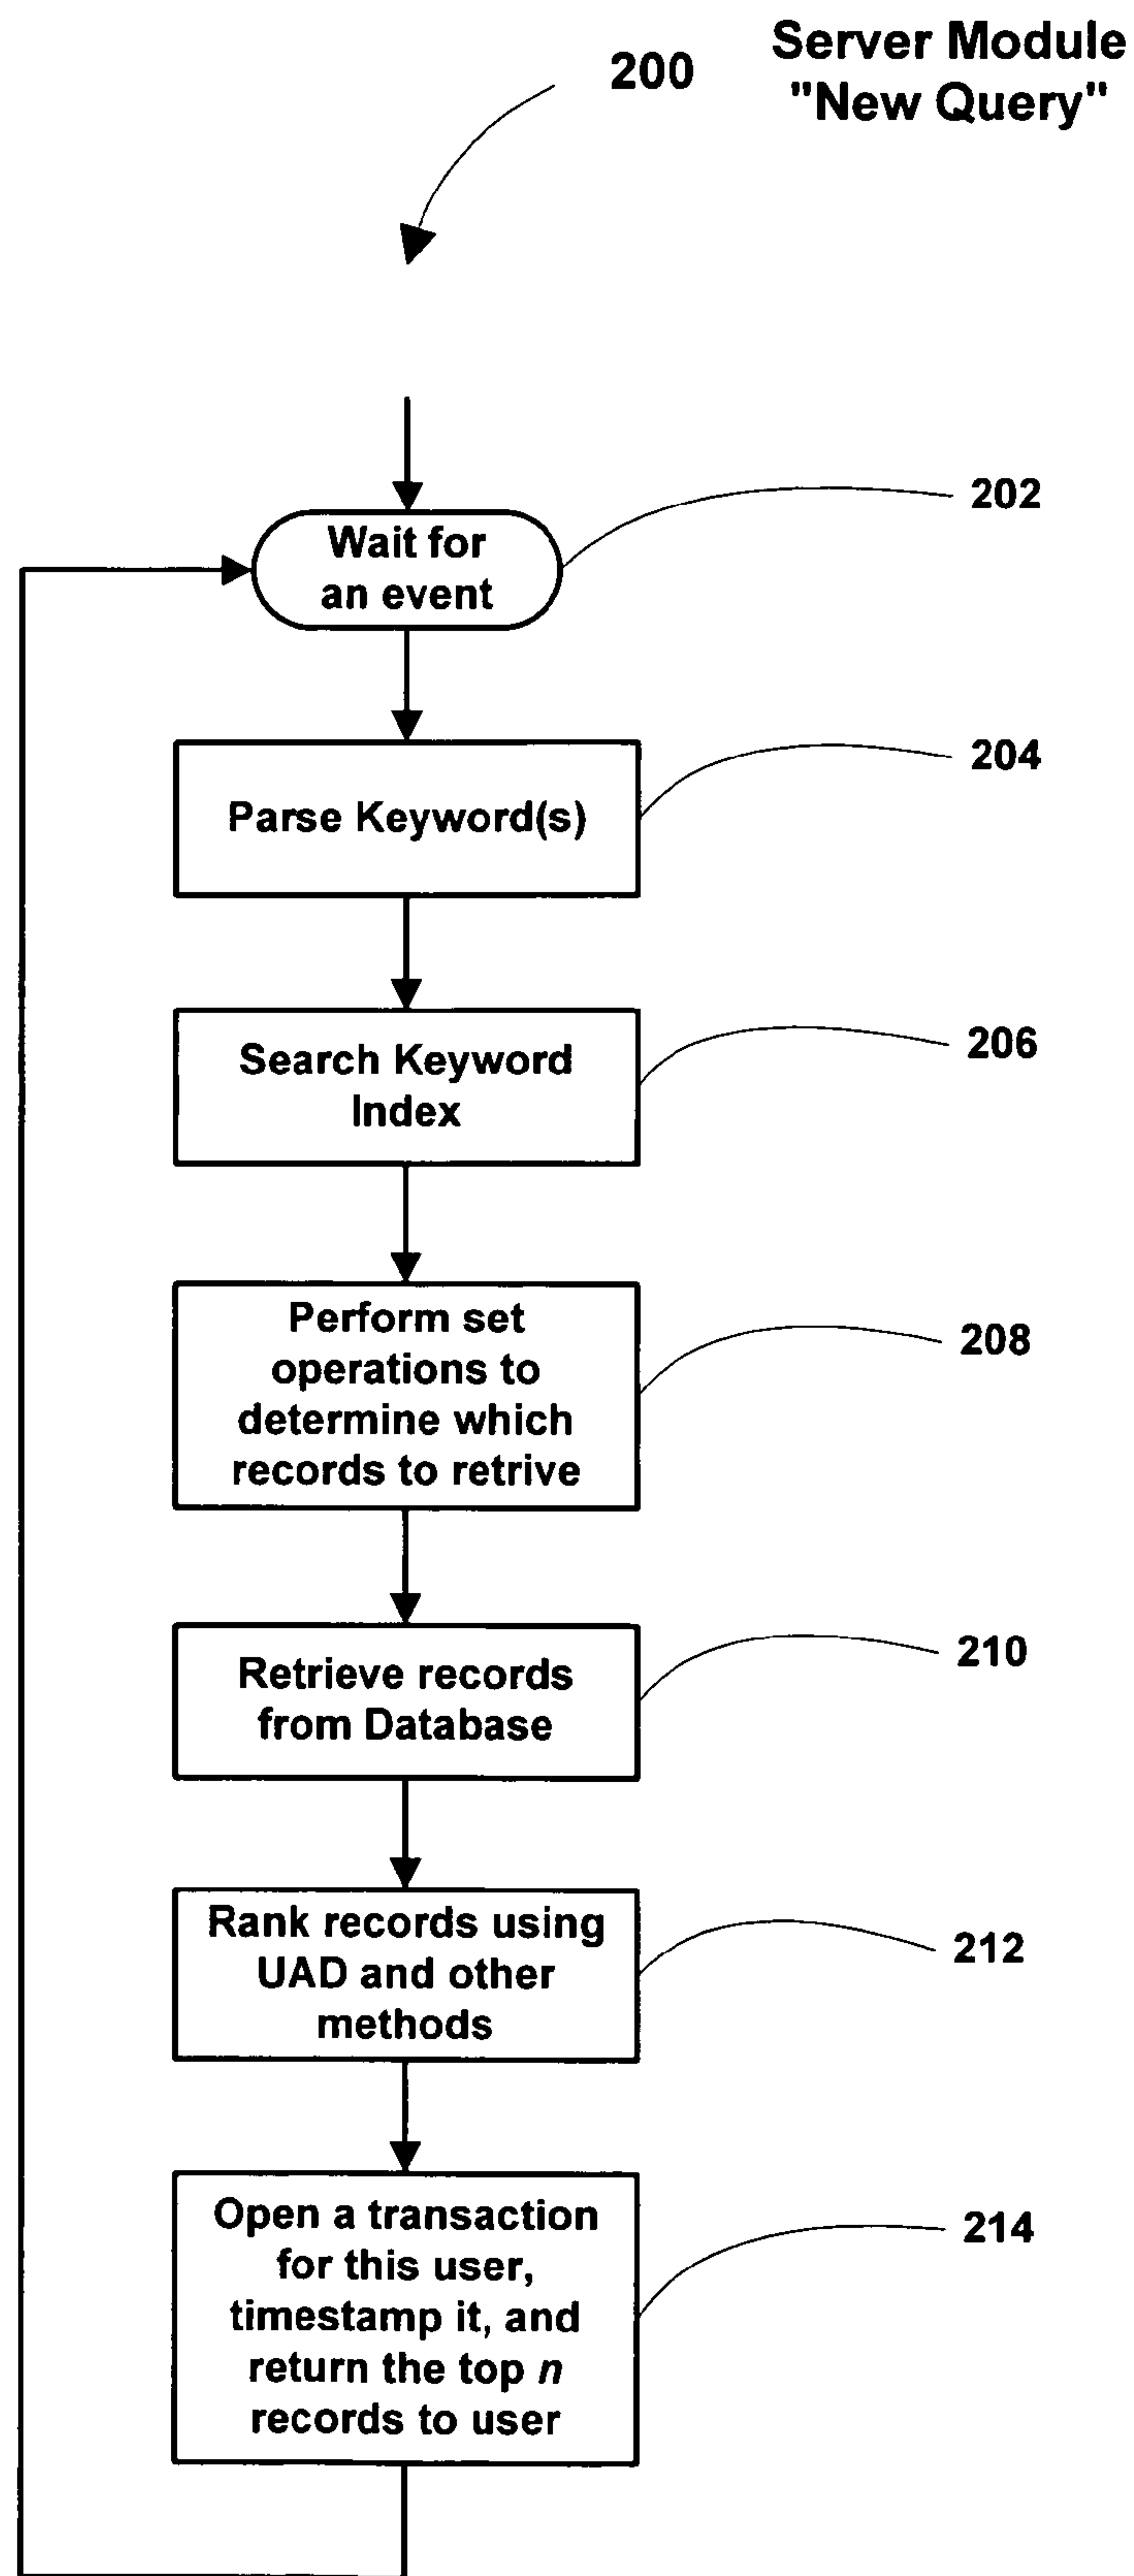 200
Server Module
"New Query"
Wait for
an event
202
Parse Keyword(s)
204
Search Keyword
Index
206
Perform set
operations to
determine which
records to retrive
208
Retrieve records
from Database
210
Rank records using
UAD and other
methods
212
Open a transaction
for this user,
timestamp it, and
return the top n
records to user
214